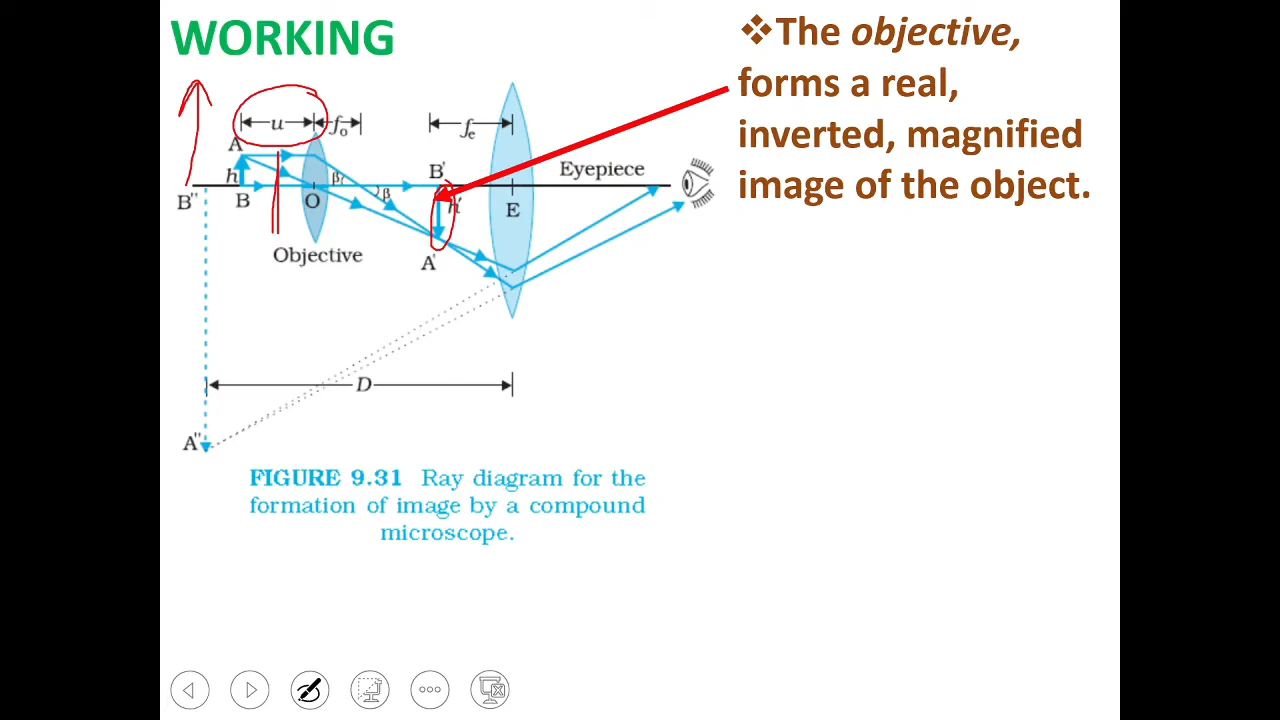 WORKING
❖The objective,
forms a real,
inverted, magnified
image of the object.
u
fo
fe
A
h
B"
B
O
β
β
B'
h'
A'
E
Eyepiece
Objective
D
A"
FIGURE 9.31 Ray diagram for the
formation of image by a compound
microscope.